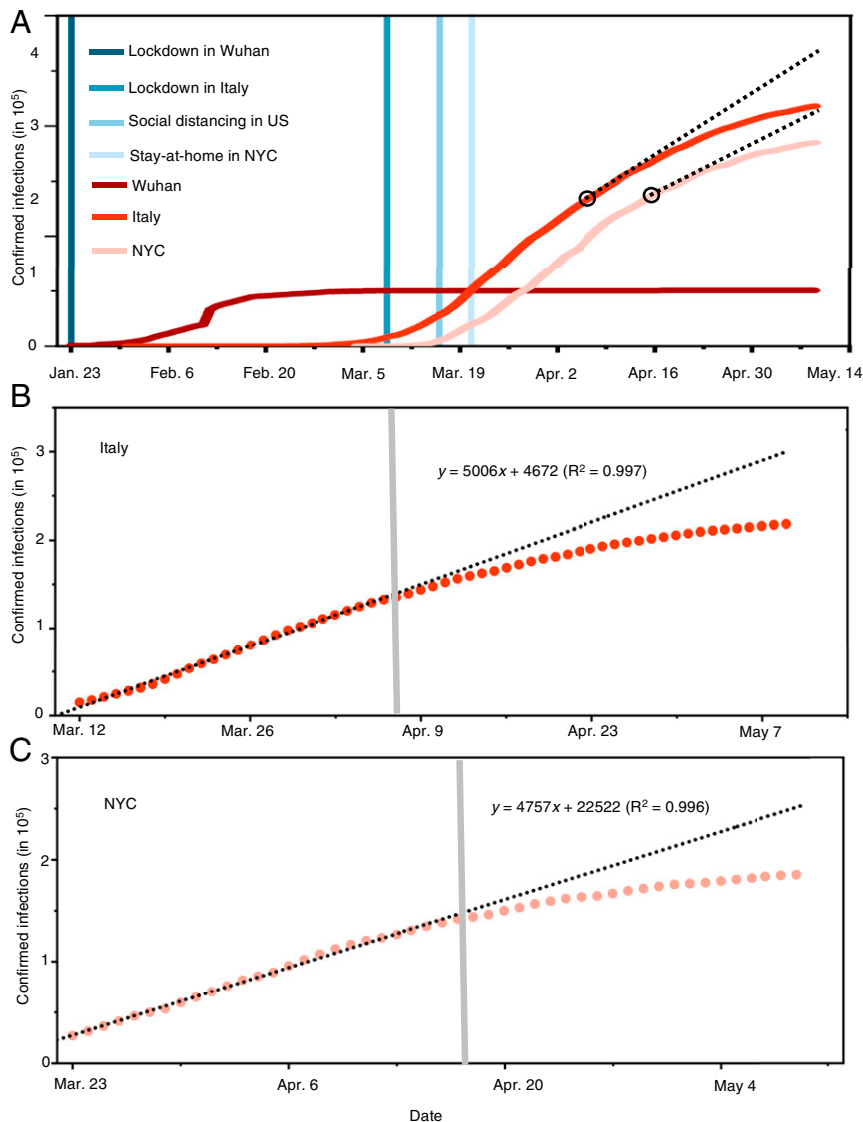 A
Confirmed infections (in 10⁵)
4
3
2
1
0
Lockdown in Wuhan
Lockdown in Italy
Social distancing in US
Stay-at-home in NYC
Wuhan
Italy
NYC
Jan. 23 Feb. 6 Feb. 20 Mar. 5 Mar. 19 Apr. 2 Apr. 16 Apr. 30 May. 14
B
Confirmed infections (in 10⁵)
3
2
1
0
Italy
y = 5006x + 4672 (R² = 0.997)
Mar. 12 Mar. 26 Apr. 9 Apr. 23 May 7
C
Confirmed infections (in 10⁵)
3
2
1
0
NYC
y = 4757x + 22522 (R² = 0.996)
Mar. 23 Apr. 6 Apr. 20 May 4
Date